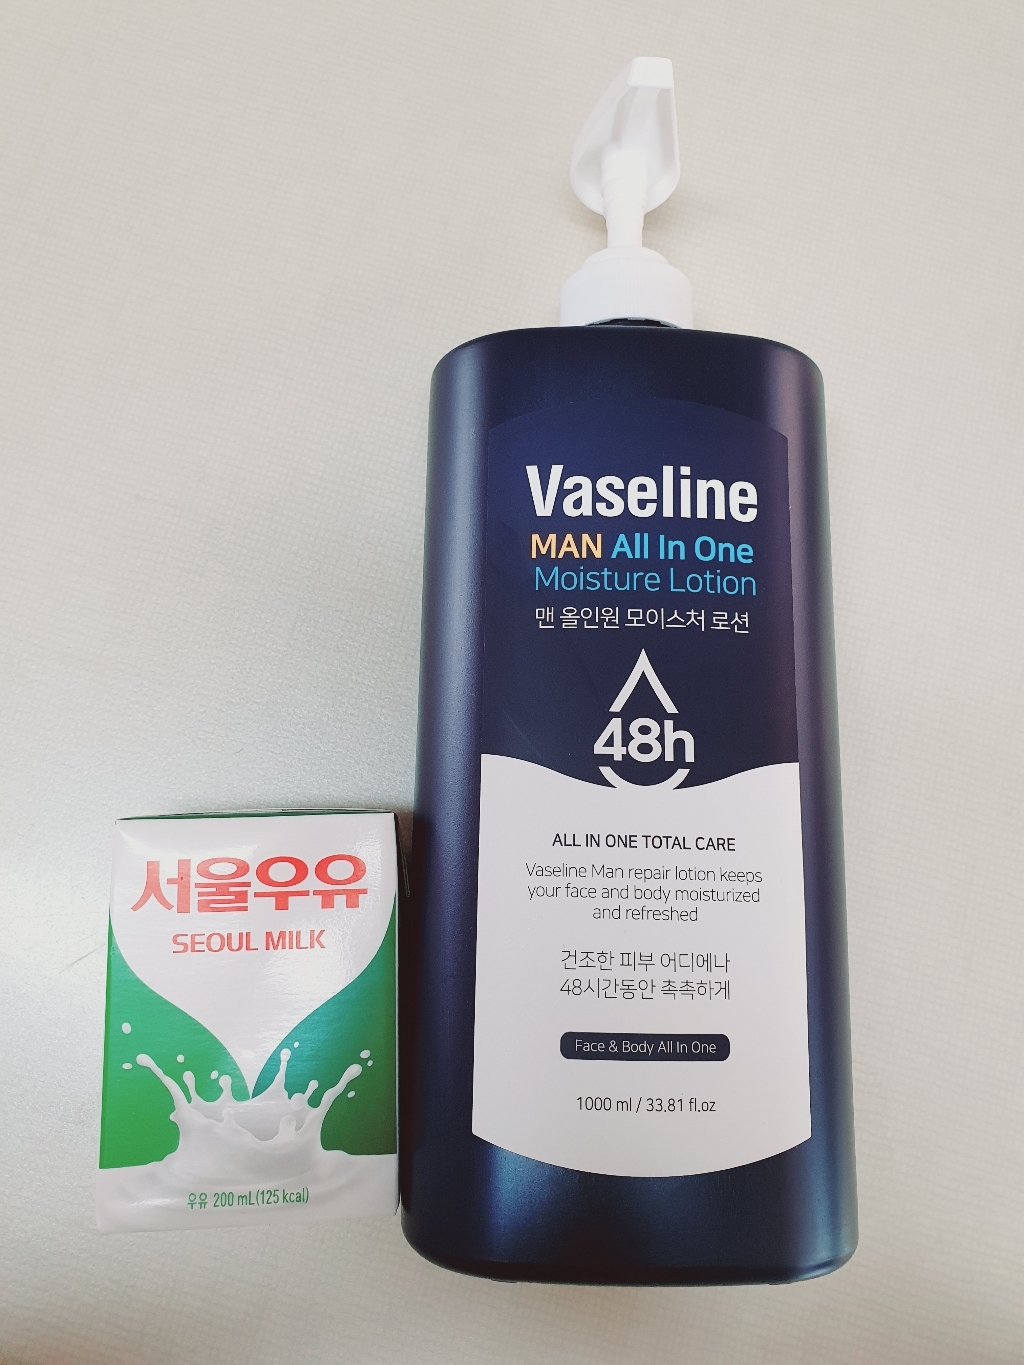 Vaseline
MAN All In One
Moisture Lotion
맨 올인원 모이스처 로션
48h
ALL IN ONE TOTAL CARE
Vaseline Man repair lotion keeps
your face and body moisturized
and refreshed
건조한 피부 어디에나
48시간동안 촉촉하게
Face & Body All In One
1000 ml / 33.81 fl.oz
서울우유
SEOUL MILK
우유 200 mL(125 kcal)